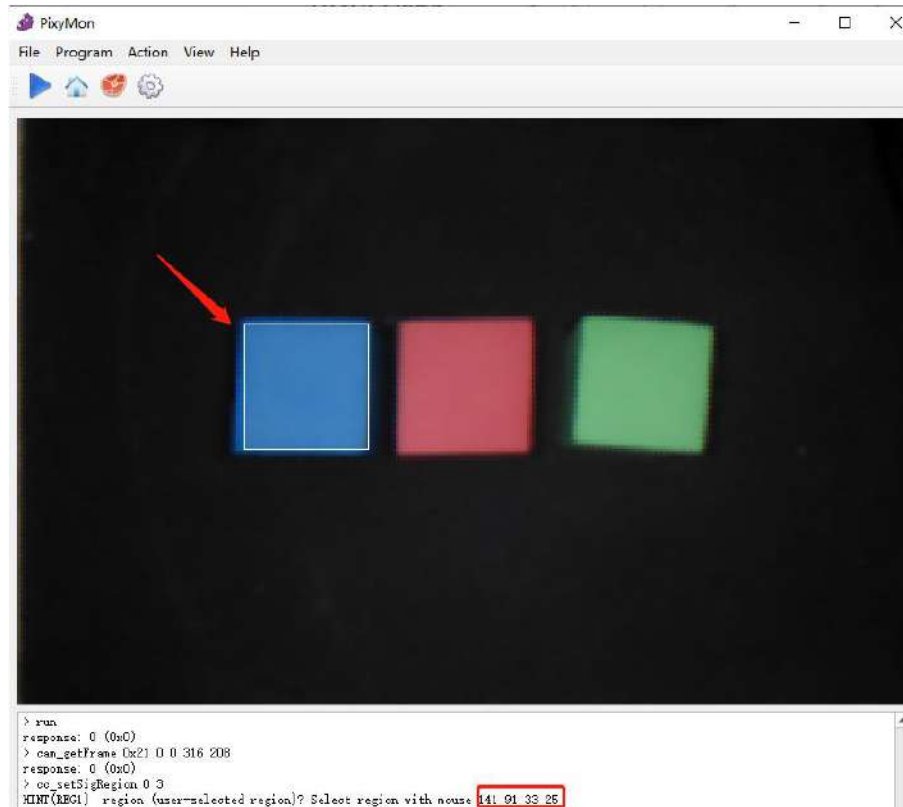 PixyMon
File Program Action View Help
> run
response: 0 (0x0)
> cam_getFrame 0x21 0 0 316 208
response: 0 (0x0)
> cc_setSigRegion 0 3
HINT(REG1) region (user-selected region)? Select region with mouse 141 91 33 25